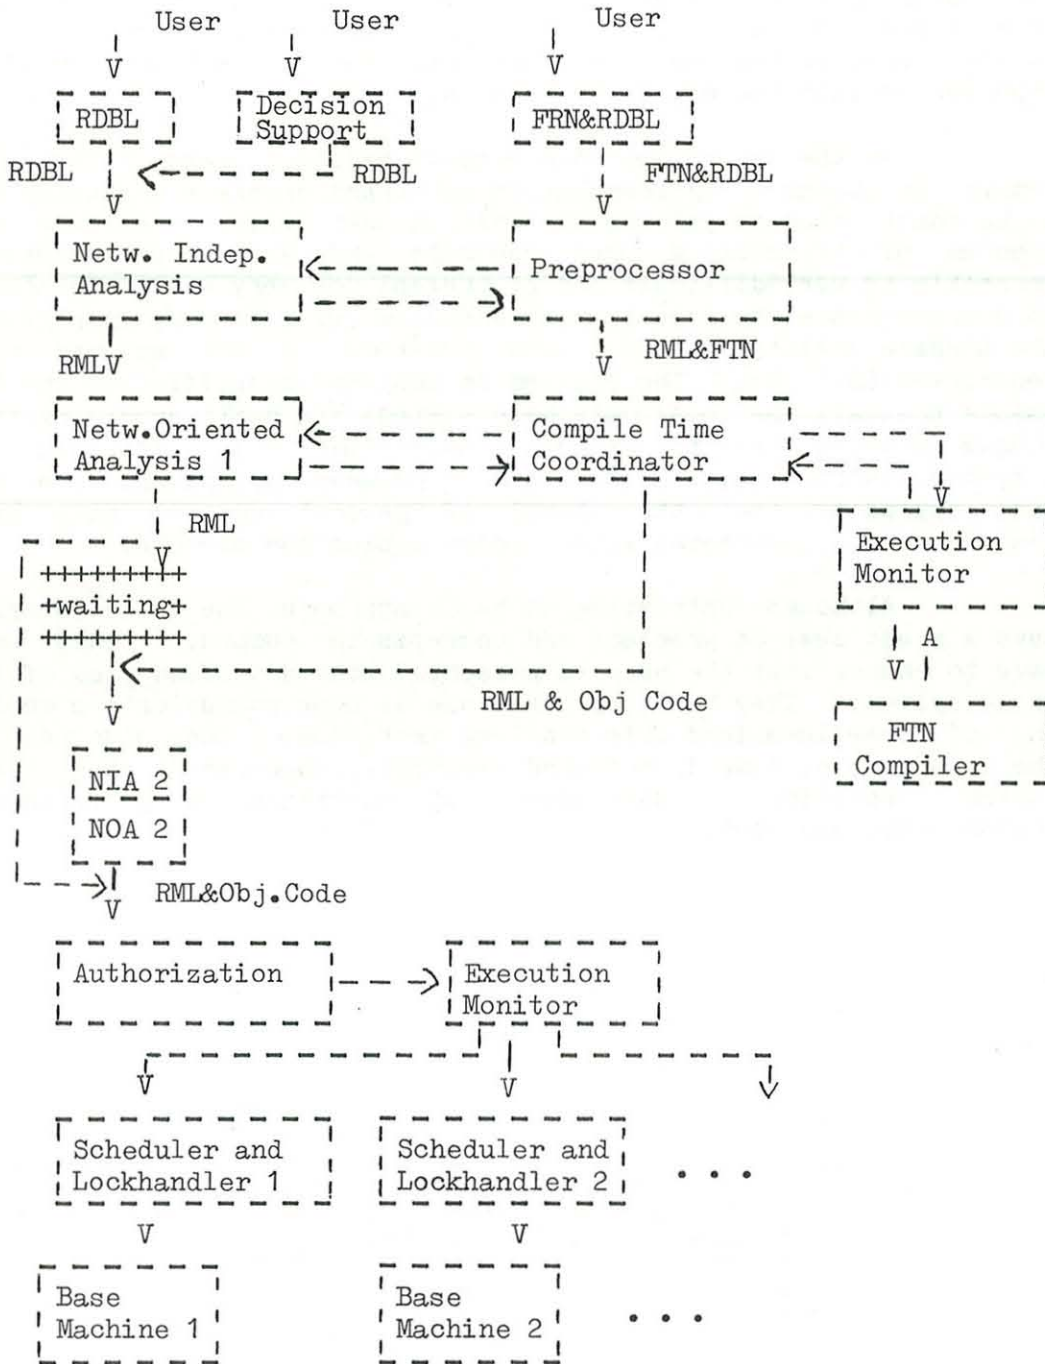 User User User
RDBL Decision Support FRN&RDBL
RDBL RDBL FTN&RDBL
Netw. Indep. Analysis
Preprocessor
RML RML&FTN
Netw.Oriented Analysis 1
Compile Time Coordinator
RML
+++++++++
+waiting+
+++++++++
Execution Monitor
A
RML & Obj Code
FTN Compiler
NIA 2
NOA 2
RML&Obj.Code
Authorization
Execution Monitor
Scheduler and Lockhandler 1
Scheduler and Lockhandler 2
. . .
Base Machine 1
Base Machine 2
. . .